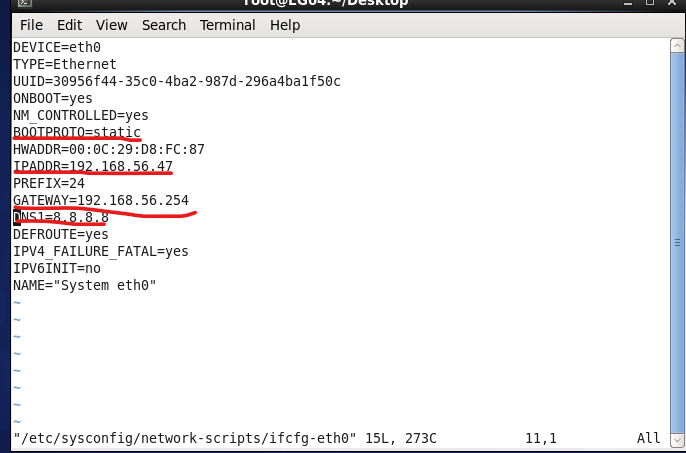 root@LG04:~/Desktop
File Edit View Search Terminal Help
DEVICE=eth0
TYPE=Ethernet
UUID=30956f44-35c0-4ba2-987d-296a4ba1f50c
ONBOOT=yes
NM_CONTROLLED=yes
BOOTPROTO=static
HWADDR=00:0C:29:D8:FC:87
IPADDR=192.168.56.47
PREFIX=24
GATEWAY=192.168.56.254
DNS1=8.8.8.8
DEFROUTE=yes
IPV4_FAILURE_FATAL=yes
IPV6INIT=no
NAME="System eth0"
~
~
~
~
~
~
~
~
"/etc/sysconfig/network-scripts/ifcfg-eth0" 15L, 273C 11,1 All